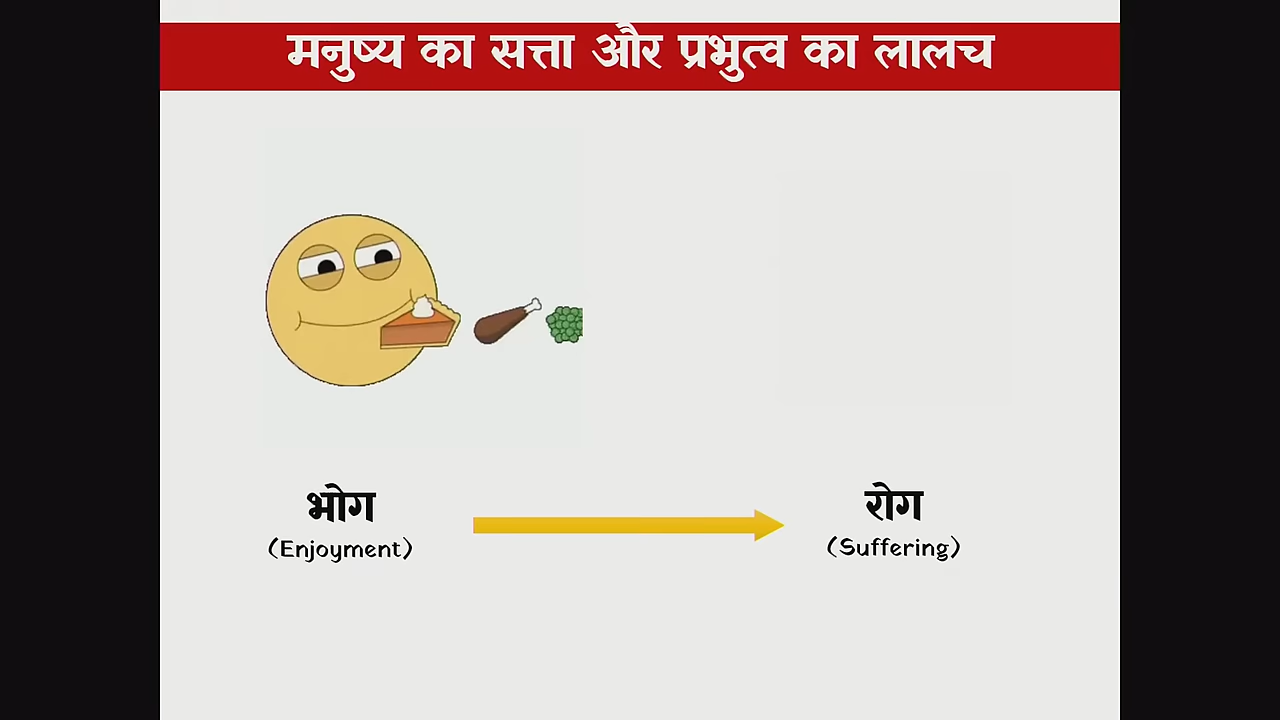 मनुष्य का सत्ता और प्रभुत्व का लालच
भोग
(Enjoyment)
रोग
(Suffering)